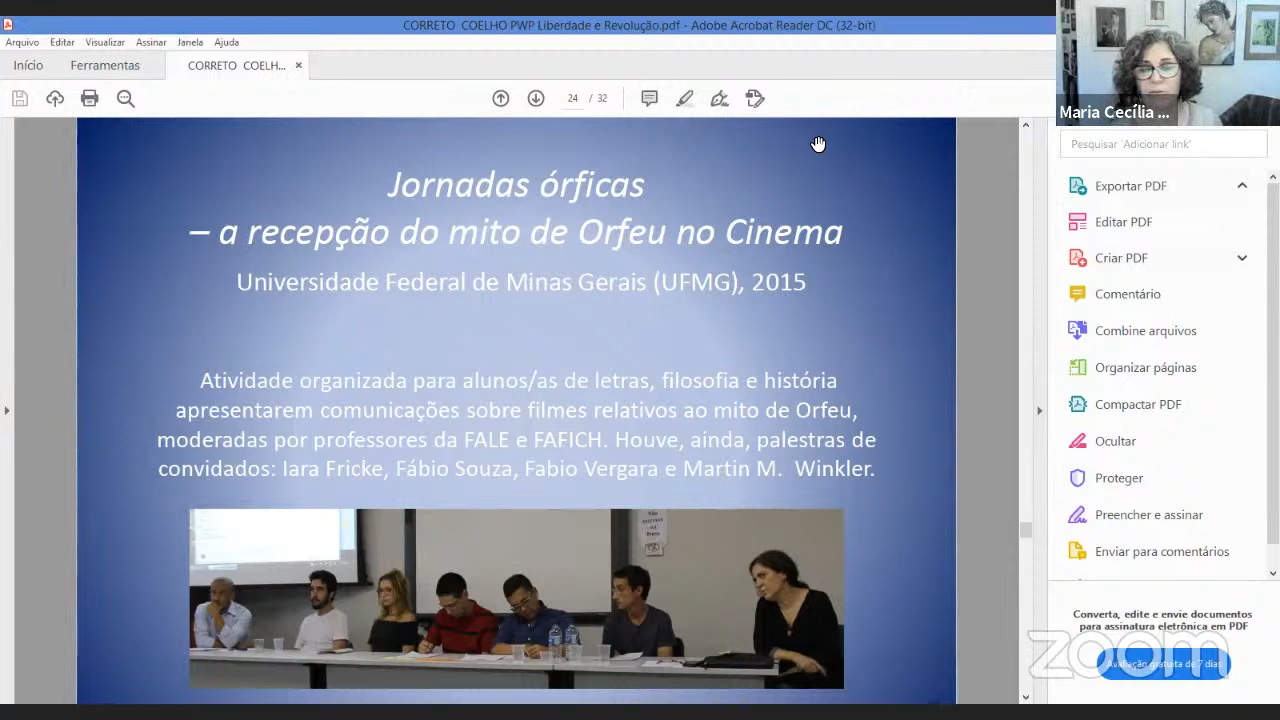 CORRETO  COELHO PWP Liberdade e Revolução.pdf - Adobe Acrobat Reader DC (32-bit)
Arquivo Editar Visualizar Assinar Janela Ajuda
Início Ferramentas CORRETO COELH... ×
24 / 32
Maria Cecília ...
Jornadas órficas
– a recepção do mito de Orfeu no Cinema
Universidade Federal de Minas Gerais (UFMG), 2015
Atividade organizada para alunos/as de letras, filosofia e história
apresentarem comunicações sobre filmes relativos ao mito de Orfeu,
moderadas por professores da FALE e FAFICH. Houve, ainda, palestras de
convidados: Iara Fricke, Fábio Souza, Fabio Vergara e Martin M.  Winkler.
Pesquisar 'Adicionar link'
Exportar PDF
Editar PDF
Criar PDF
Comentário
Combine arquivos
Organizar páginas
Compactar PDF
Ocultar
Proteger
Preencher e assinar
Enviar para comentários
Converta, edite e envie documentos
para assinatura eletrônica em PDF
Avaliação gratuita de 7 dias
zoom